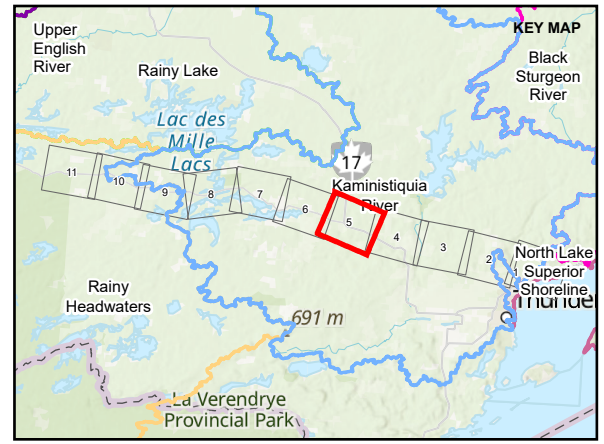 KEY MAP
Upper
English
River
Rainy Lake
Black
Sturgeon
River
Lac des
Mille
Lacs
17
Kaministiquia
River
11
10
9
8
7
6
5
4
3
2
North Lake
Superior
Shoreline
Rainy
Headwaters
691 m
La Verendrye
Provincial Park